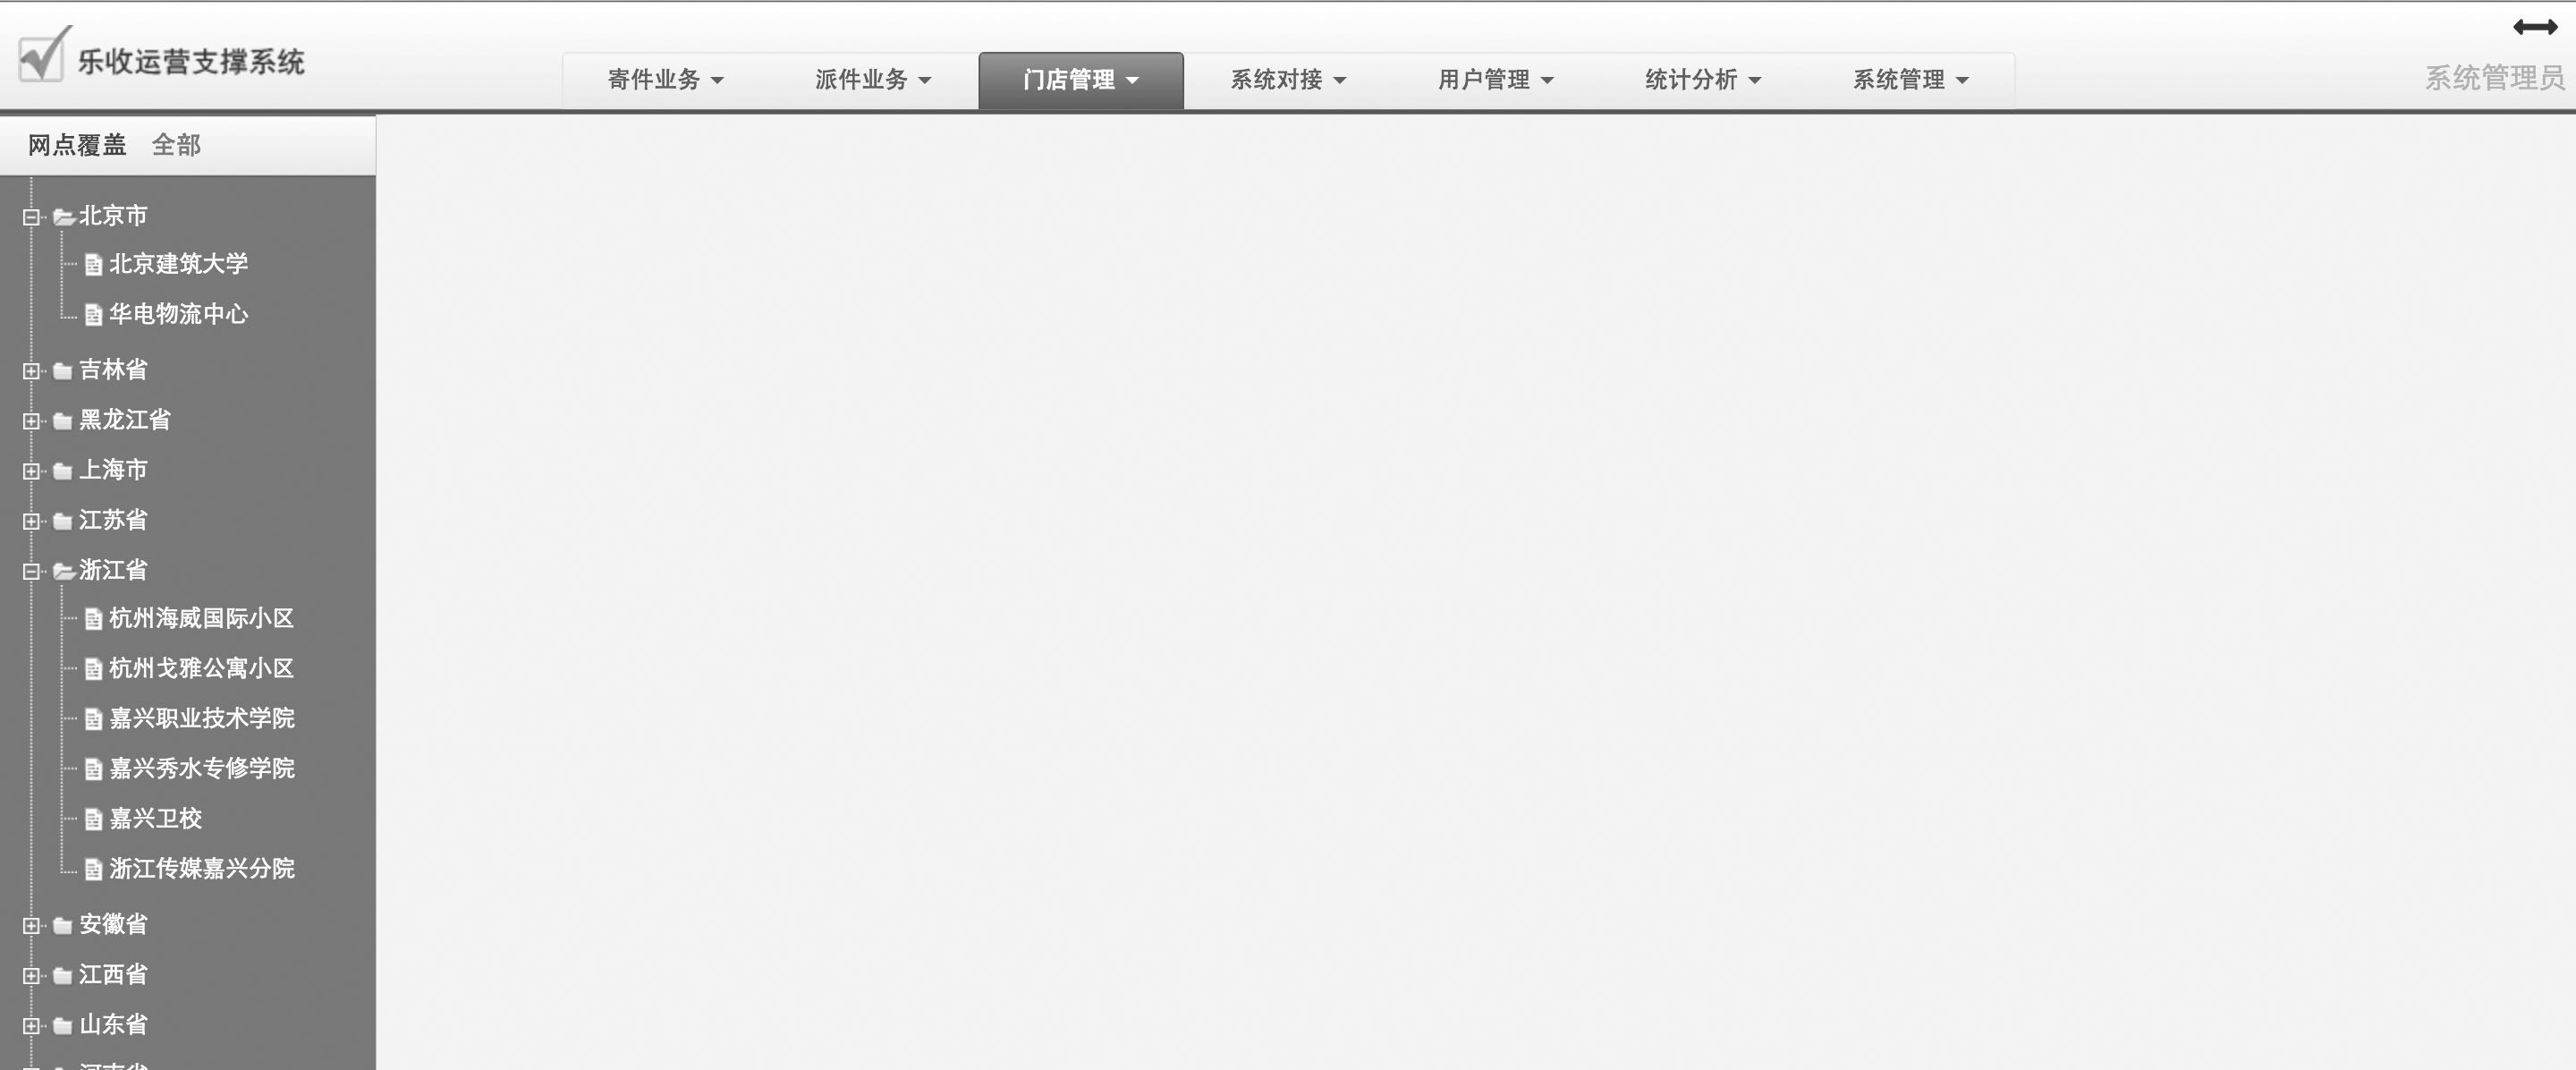 乐收运营支撑系统
寄件业务 派件业务 门店管理 系统对接 用户管理 统计分析 系统管理 系统管理员
网点覆盖 全部
北京市
北京建筑大学
华电物流中心
吉林省
黑龙江省
上海市
江苏省
浙江省
杭州海威国际小区
杭州戈雅公寓小区
嘉兴职业技术学院
嘉兴秀水专修学院
嘉兴卫校
浙江传媒嘉兴分院
安徽省
江西省
山东省
河南省